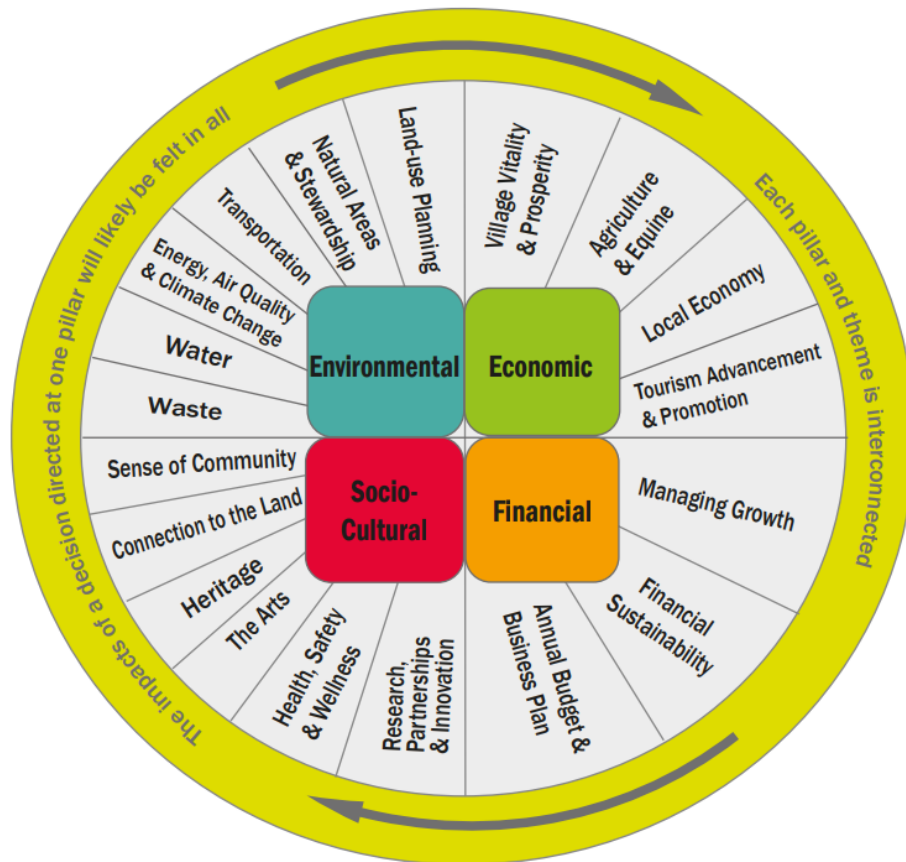 The impacts of a decision directed at one pillar will likely be felt in all
Each pillar and theme is interconnected
Environmental
Land-use Planning
Natural Areas
& Stewardship
Transportation
Energy, Air Quality
& Climate Change
Water
Waste
Economic
Village Vitality
& Prosperity
Agriculture
& Equine
Local Economy
Tourism Advancement
& Promotion
Socio-
Cultural
Sense of Community
Connection to the Land
Heritage
The Arts
Health, Safety
& Wellness
Research,
Partnerships
& Innovation
Financial
Managing Growth
Financial
Sustainability
Annual Budget &
Business Plan